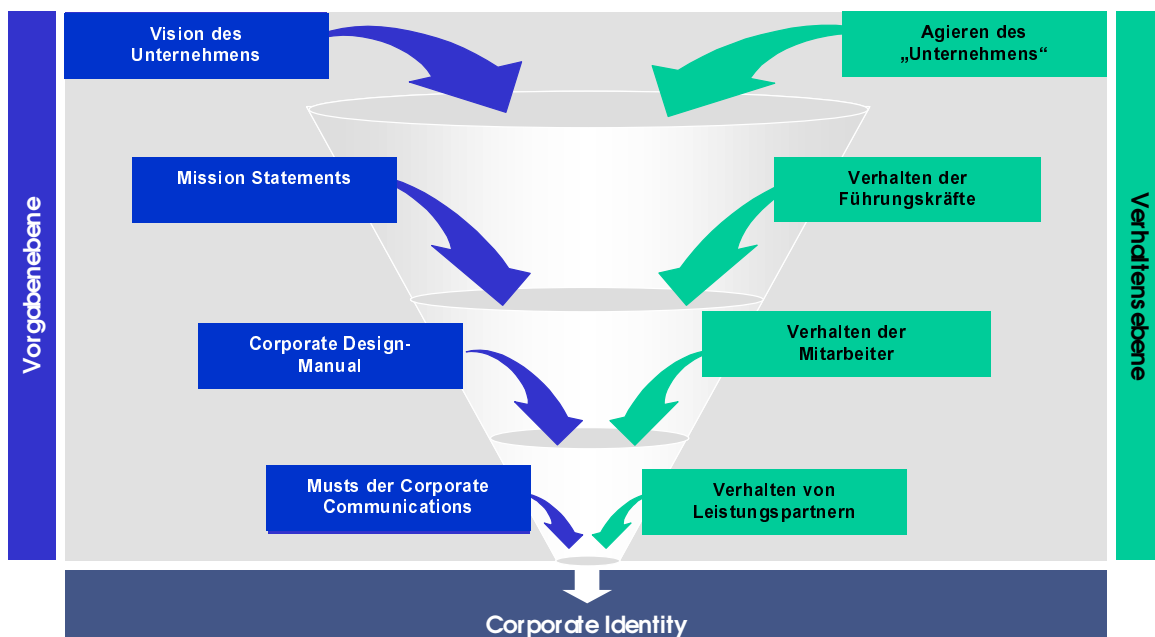 Vision des
Unternehmens
Agieren des
„Unternehmens“
Mission Statements
Verhalten der
Führungskräfte
Corporate Design-
Manual
Verhalten der
Mitarbeiter
Musts der Corporate
Communications
Verhalten von
Leistungspartnern
Vorgabenebene
Verhaltensebene
Corporate Identity